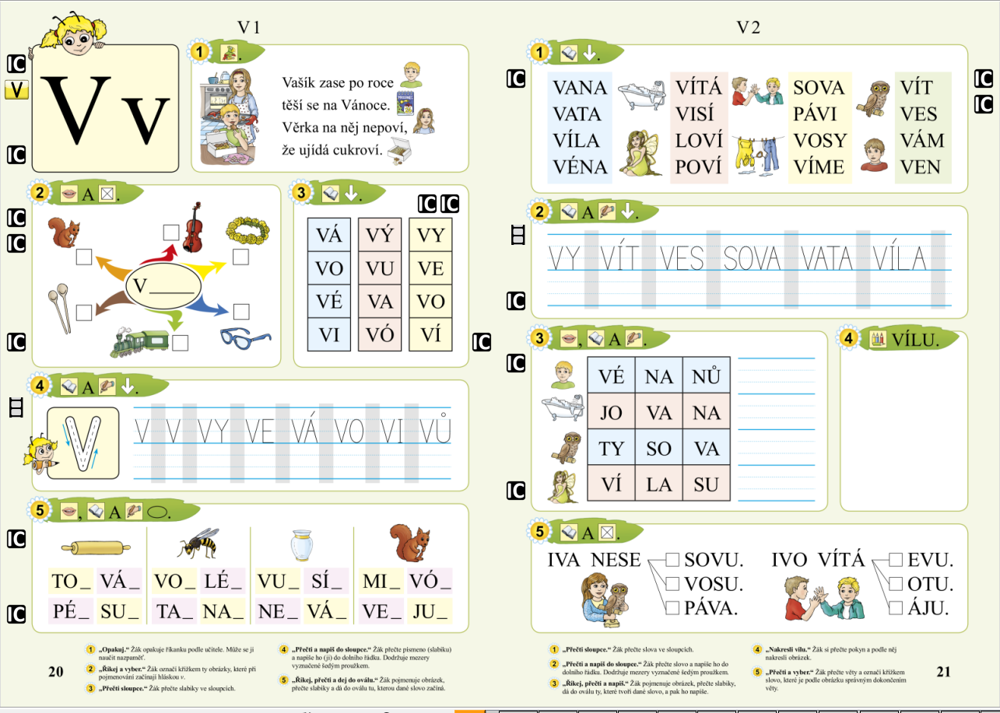 V 1
V v
V
1
Vašík zase po roce
těší se na Vánoce.
Věrka na něj nepoví,
že ujídá cukroví.
2 A .
V_____
3
VÁ VÝ VY
VO VU VE
VÉ VA VO
VI VÓ VÍ
4 A .
V
V V VY VE VÁ VO VI VŮ
5 , A .
TO_ VÁ_ VO_ LÉ_ VU_ SÍ_ MI_ VÓ_
PÉ_ SU_ TA_ NA_ NE_ VÁ_ VE_ JU_
1 „Opakuj.“ Žák opakuje říkanku podle učitele. Může se ji
naučit nazpaměť.
2 „Říkej a vyber.“ Žák označí křížkem ty obrázky, které při
pojmenování začínají hláskou v.
3 „Přečti sloupce.“ Žák přečte slabiky ve sloupcích.
4 „Přečti a napiš do sloupce.“ Žák přečte písmeno (slabiku)
a napíše ho (ji) do dolního řádku. Dodržuje mezery
vyznačené šedým proužkem.
5 „Říkej, přečti a dej do oválu.“ Žák pojmenuje obrázek,
přečte slabiky a dá do oválu tu, kterou dané slovo začíná.
20
V 2
1
VANA VÍTÁ SOVA VÍT
VATA VISÍ PÁVI VES
VÍLA LOVÍ VOSY VÁM
VÉNA POVÍ VÍME VEN
2 A .
VY VÍT VES SOVA VATA VÍLA
3 , A .
VÉ NA NŮ
JO VA NA
TY SO VA
VÍ LA SU
4 VÍLU.
5 A .
IVA NESE SOVU.
VOSU.
PÁVA.
IVO VÍTÁ EVU.
OTU.
ÁJU.
1 „Přečti sloupce.“ Žák přečte slova ve sloupcích.
2 „Přečti a napiš do sloupce.“ Žák přečte slovo a napíše ho do
dolního řádku. Dodržuje mezery vyznačené šedým proužkem.
3 „Říkej, přečti a napiš.“ Žák pojmenuje obrázek, přečte slabiky,
dá do oválu ty, které tvoří dané slovo, a pak ho napíše.
4 „Nakresli vílu.“ Žák si přečte pokyn a podle něj
nakreslí obrázek.
5 „Přečti a vyber.“ Žák přečte věty a označí křížkem
slovo, které je podle obrázku správným dokončením
věty.
21